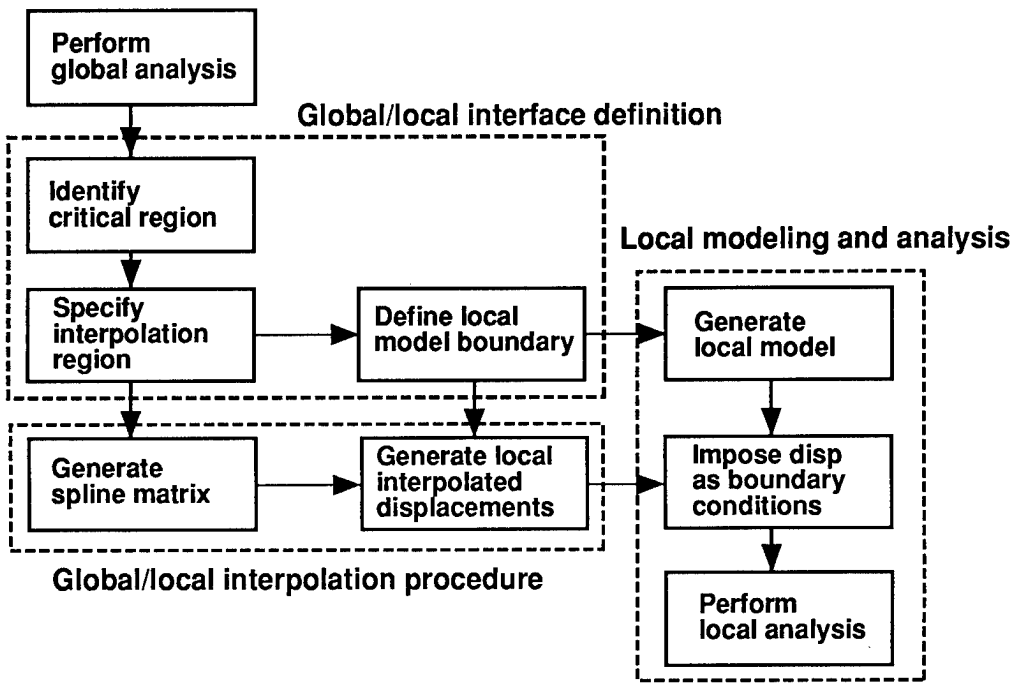 Perform
global analysis
Global/local interface definition
Identify
critical region
Local modeling and analysis
Specify
interpolation
region
Define local
model boundary
Generate
local model
Generate
spline matrix
Generate local
interpolated
displacements
Impose disp
as boundary
conditions
Global/local interpolation procedure
Perform
local analysis